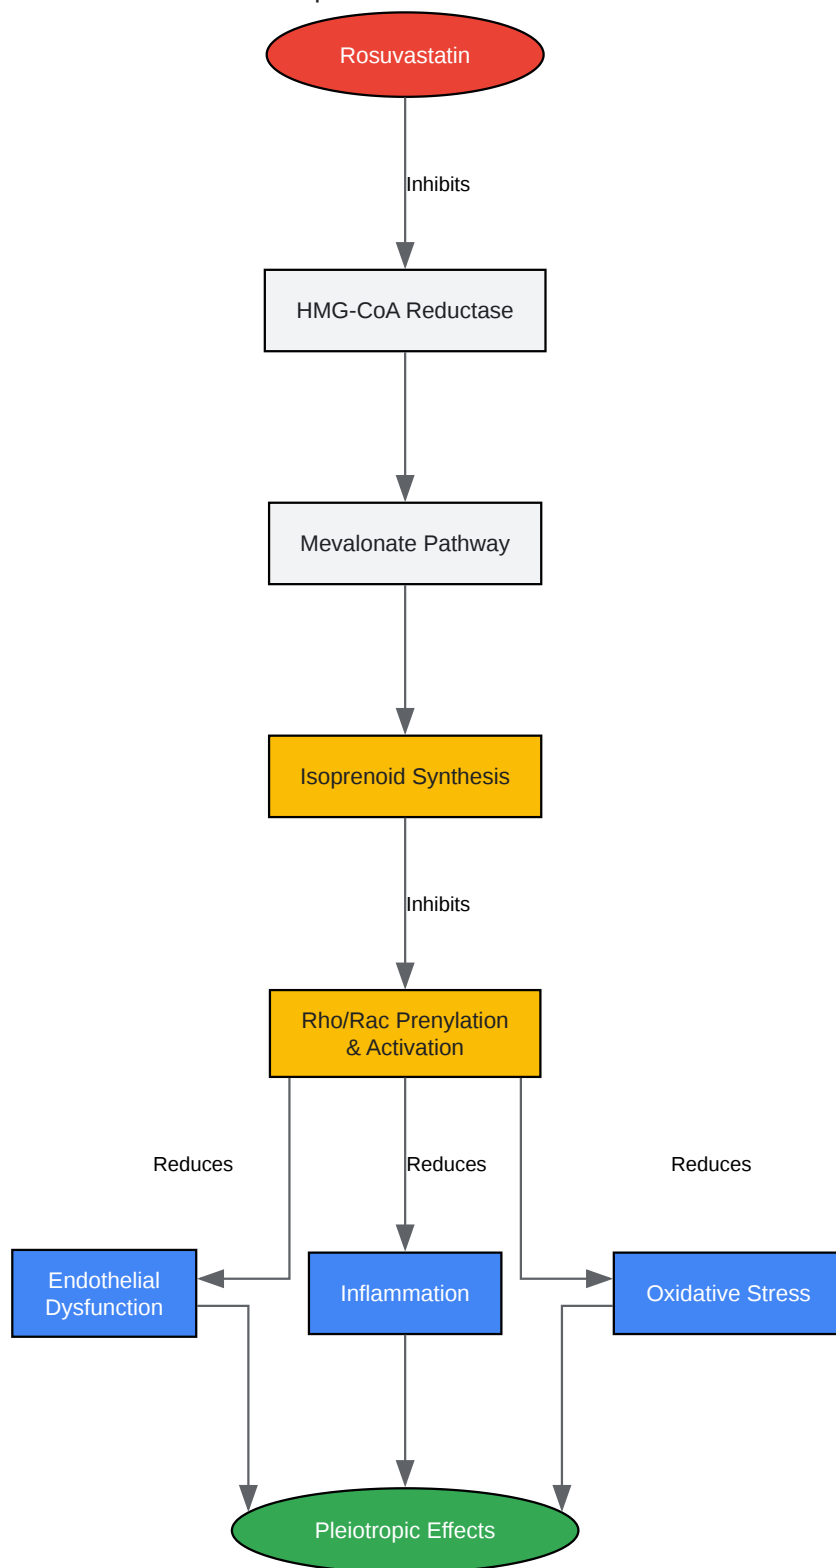 Rosuvastatin
Inhibits
HMG-CoA Reductase
Mevalonate Pathway
Isoprenoid Synthesis
Inhibits
Rho/Rac Prenylation
& Activation
Reduces
Reduces
Reduces
Endothelial
Dysfunction
Inflammation
Oxidative Stress
Pleiotropic Effects